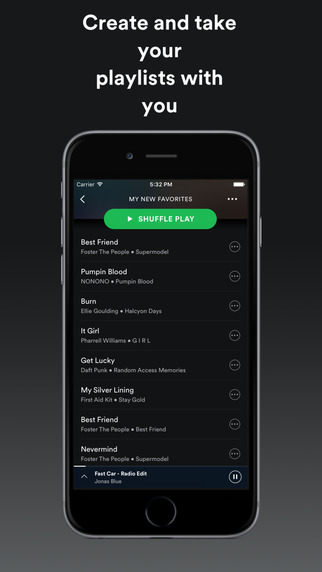 Create and take
your
playlists with
you
Carrier 5:32 PM
MY NEW FAVORITES
SHUFFLE PLAY
Best Friend
Foster The People • Supermodel
Pumpin Blood
NONONO • Pumpin Blood
Burn
Ellie Goulding • Halcyon Days
It Girl
Pharrell Williams • G I R L
Get Lucky
Daft Punk • Random Access Memories
My Silver Lining
First Aid Kit • Stay Gold
Best Friend
Foster The People • Best Friend
Nevermind
Foster The People • Supermodel
Fast Car - Radio Edit
Jonas Blue